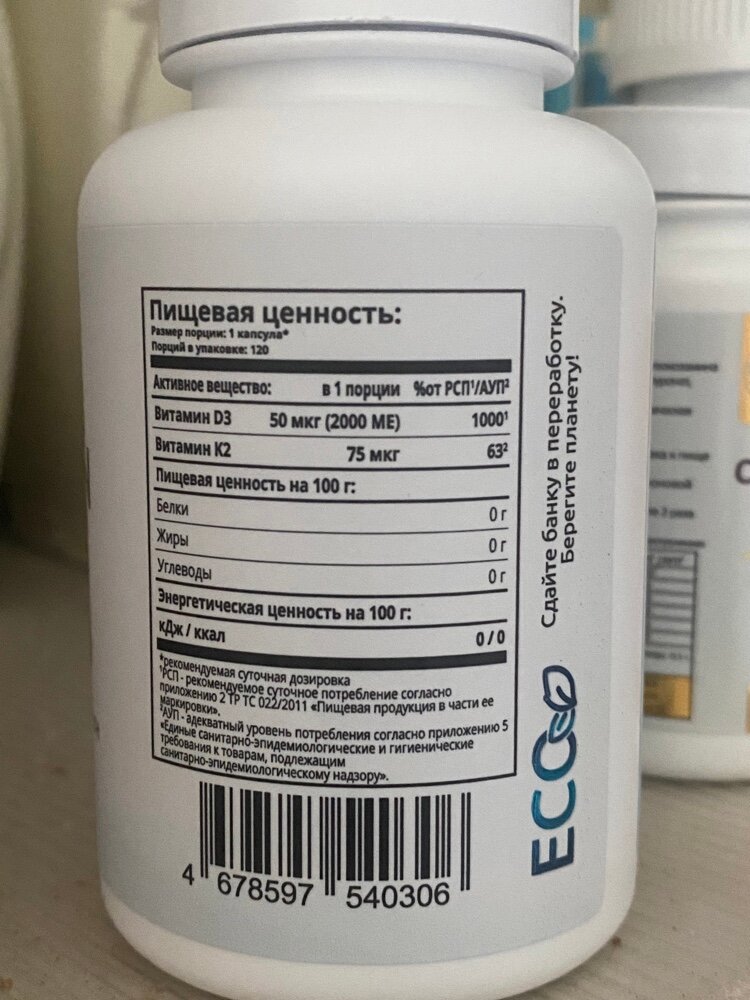 Пищевая ценность:
Размер порции: 1 капсула*
Порций в упаковке: 120
Активное вещество: в 1 порции %от РСП¹/АУП²
Витамин D3 50 мкг (2000 МЕ) 1000¹
Витамин К2 75 мкг 63²
Пищевая ценность на 100 г:
Белки 0 г
Жиры 0 г
Углеводы 0 г
Энергетическая ценность на 100 г:
кДж / ккал 0 / 0
*рекомендуемая суточная дозировка
¹РСП - рекомендуемое суточное потребление согласно
приложению 2 ТР ТС 022/2011 «Пищевая продукция в части ее
маркировки».
²АУП - адекватный уровень потребления согласно приложению 5
«Единые санитарно-эпидемиологические и гигиенические
требования к товарам, подлежащим
санитарно-эпидемиологическому надзору».
4 678597 540306
Сдайте банку в переработку.
Берегите планету!
ECO